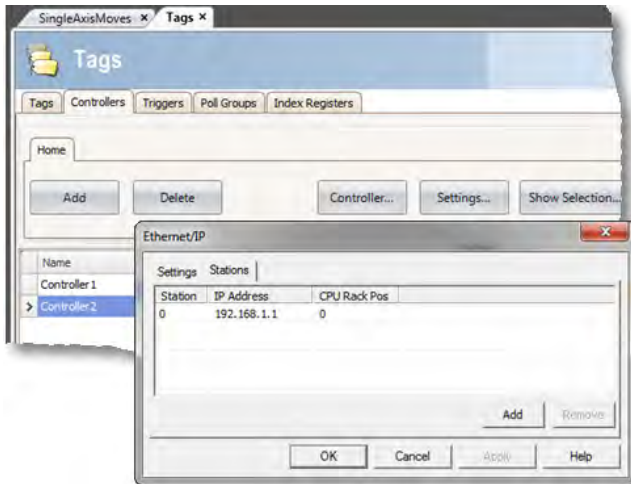 SingleAxisMoves × Tags ×
Tags
Tags Controllers Triggers Poll Groups Index Registers
Home
Add Delete Controller... Settings... Show Selection...
Name
Controller1
Controller2
Ethernet/IP
Settings Stations
Station IP Address CPU Rack Pos
0 192.168.1.1 0
Add Remove
OK Cancel Apply Help